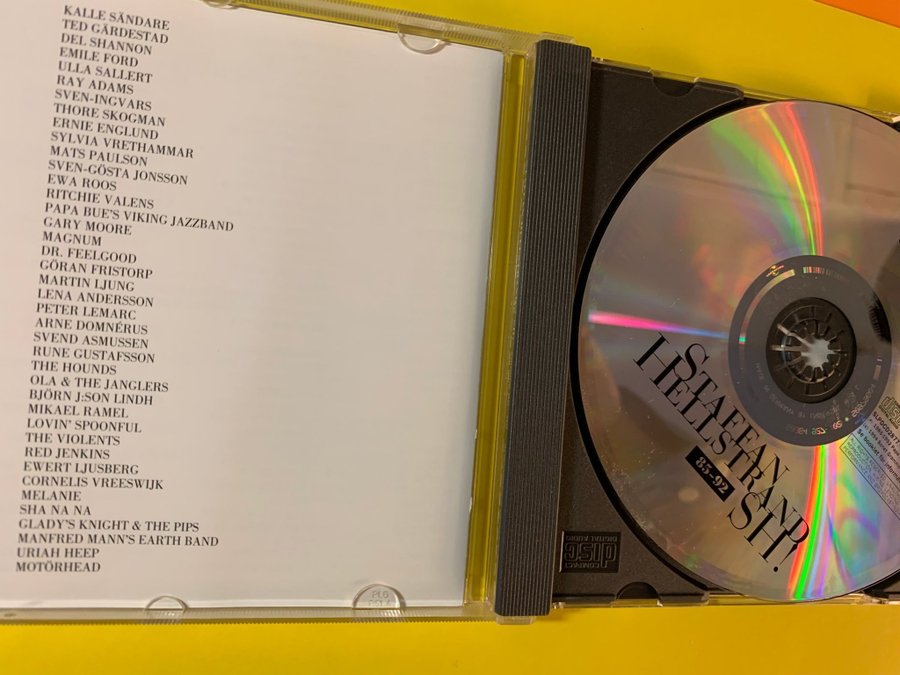 KALLE SÄNDARE
TED GÄRDESTAD
DEL SHANNON
EMILE FORD
ULLA SALLERT
RAY ADAMS
SVEN-INGVARS
THORE SKOGMAN
ERNIE ENGLUND
SYLVIA VRETHAMMAR
MATS PAULSON
SVEN-GÖSTA JONSSON
EWA ROOS
RITCHIE VALENS
PAPA BUE'S VIKING JAZZBAND
GARY MOORE
MAGNUM
DR. FEELGOOD
GÖRAN FRISTORP
MARTIN LJUNG
LENA ANDERSSON
PETER LEMARC
ARNE DOMNÉRUS
SVEND ASMUSSEN
RUNE GUSTAFSSON
THE HOUNDS
OLA & THE JANGLERS
BJÖRN J:SON LINDH
MIKAEL RAMEL
LOVIN' SPOONFUL
THE VIOLENTS
RED JENKINS
EWERT LJUSBERG
CORNELIS VREESWIJK
MELANIE
SHA NA NA
GLADY'S KNIGHT & THE PIPS
MANFRED MANN'S EARTH BAND
URIAH HEEP
MOTÖRHEAD
STAFFAN
HELLSTRAND
85-92 SH!
COMPACT
disc
DIGITAL AUDIO